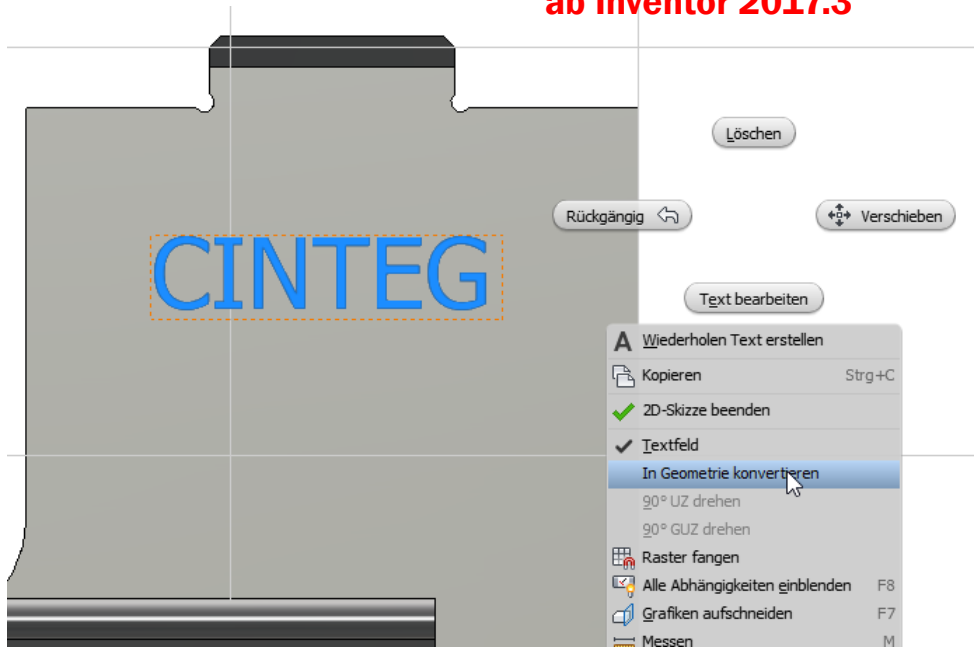 ab Inventor 2017.3
Löschen
Rückgängig
Verschieben
CINTEG
Text bearbeiten
Wiederholen Text erstellen
Kopieren Strg+C
2D-Skizze beenden
Textfeld
In Geometrie konvertieren
90° UZ drehen
90° GUZ drehen
Raster fangen
Alle Abhängigkeiten einblenden F8
Grafiken aufschneiden F7
Messen M